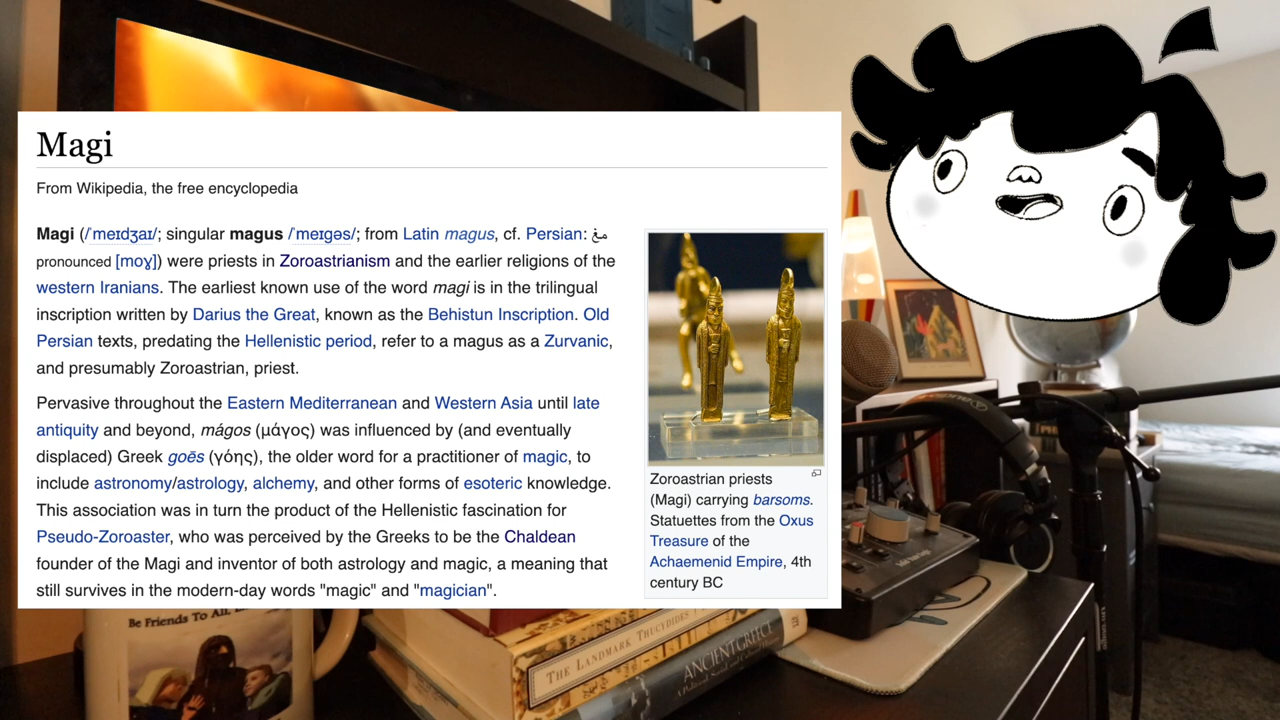 Magi
From Wikipedia, the free encyclopedia
Magi (/ˈmeɪdʒaɪ/; singular magus /ˈmeɪɡəs/; from Latin magus, cf. Persian: مغ
pronounced [moɣ]) were priests in Zoroastrianism and the earlier religions of the
western Iranians. The earliest known use of the word magi is in the trilingual
inscription written by Darius the Great, known as the Behistun Inscription. Old
Persian texts, predating the Hellenistic period, refer to a magus as a Zurvanic,
and presumably Zoroastrian, priest.
Pervasive throughout the Eastern Mediterranean and Western Asia until late
antiquity and beyond, mágos (μάγος) was influenced by (and eventually
displaced) Greek goēs (γόης), the older word for a practitioner of magic, to
include astronomy/astrology, alchemy, and other forms of esoteric knowledge.
This association was in turn the product of the Hellenistic fascination for
Pseudo-Zoroaster, who was perceived by the Greeks to be the Chaldean
founder of the Magi and inventor of both astrology and magic, a meaning that
still survives in the modern-day words "magic" and "magician".
Zoroastrian priests
(Magi) carrying barsoms.
Statuettes from the Oxus
Treasure of the
Achaemenid Empire, 4th
century BC
Be Friends To All
THE LANDMARK THUCYDIDES
ANCIENT GREECE